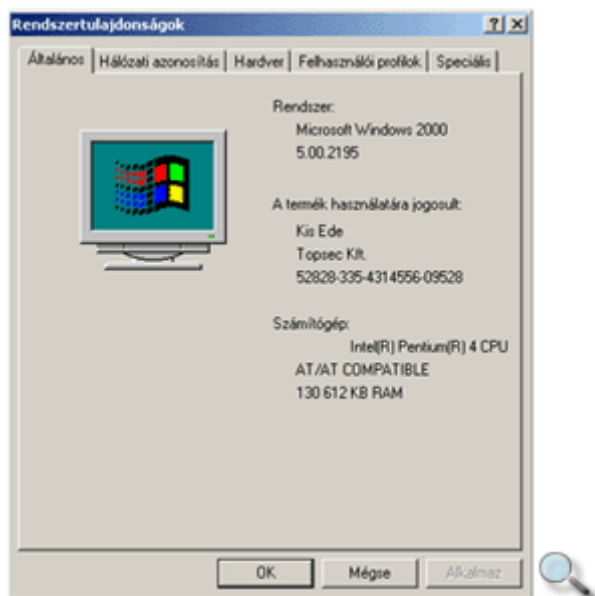 Rendszertulajdonságok
Általános Hálózati azonosítás Hardver Felhasználói profilok Speciális
Rendszer:
Microsoft Windows 2000
5.00.2195
A termék használatára jogosult:
Kis Ede
Topsec Kft.
52828-335-4314556-09528
Számítógép:
Intel(R) Pentium(R) 4 CPU
AT/AT COMPATIBLE
130 612 KB RAM
OK Mégse Alkalmaz